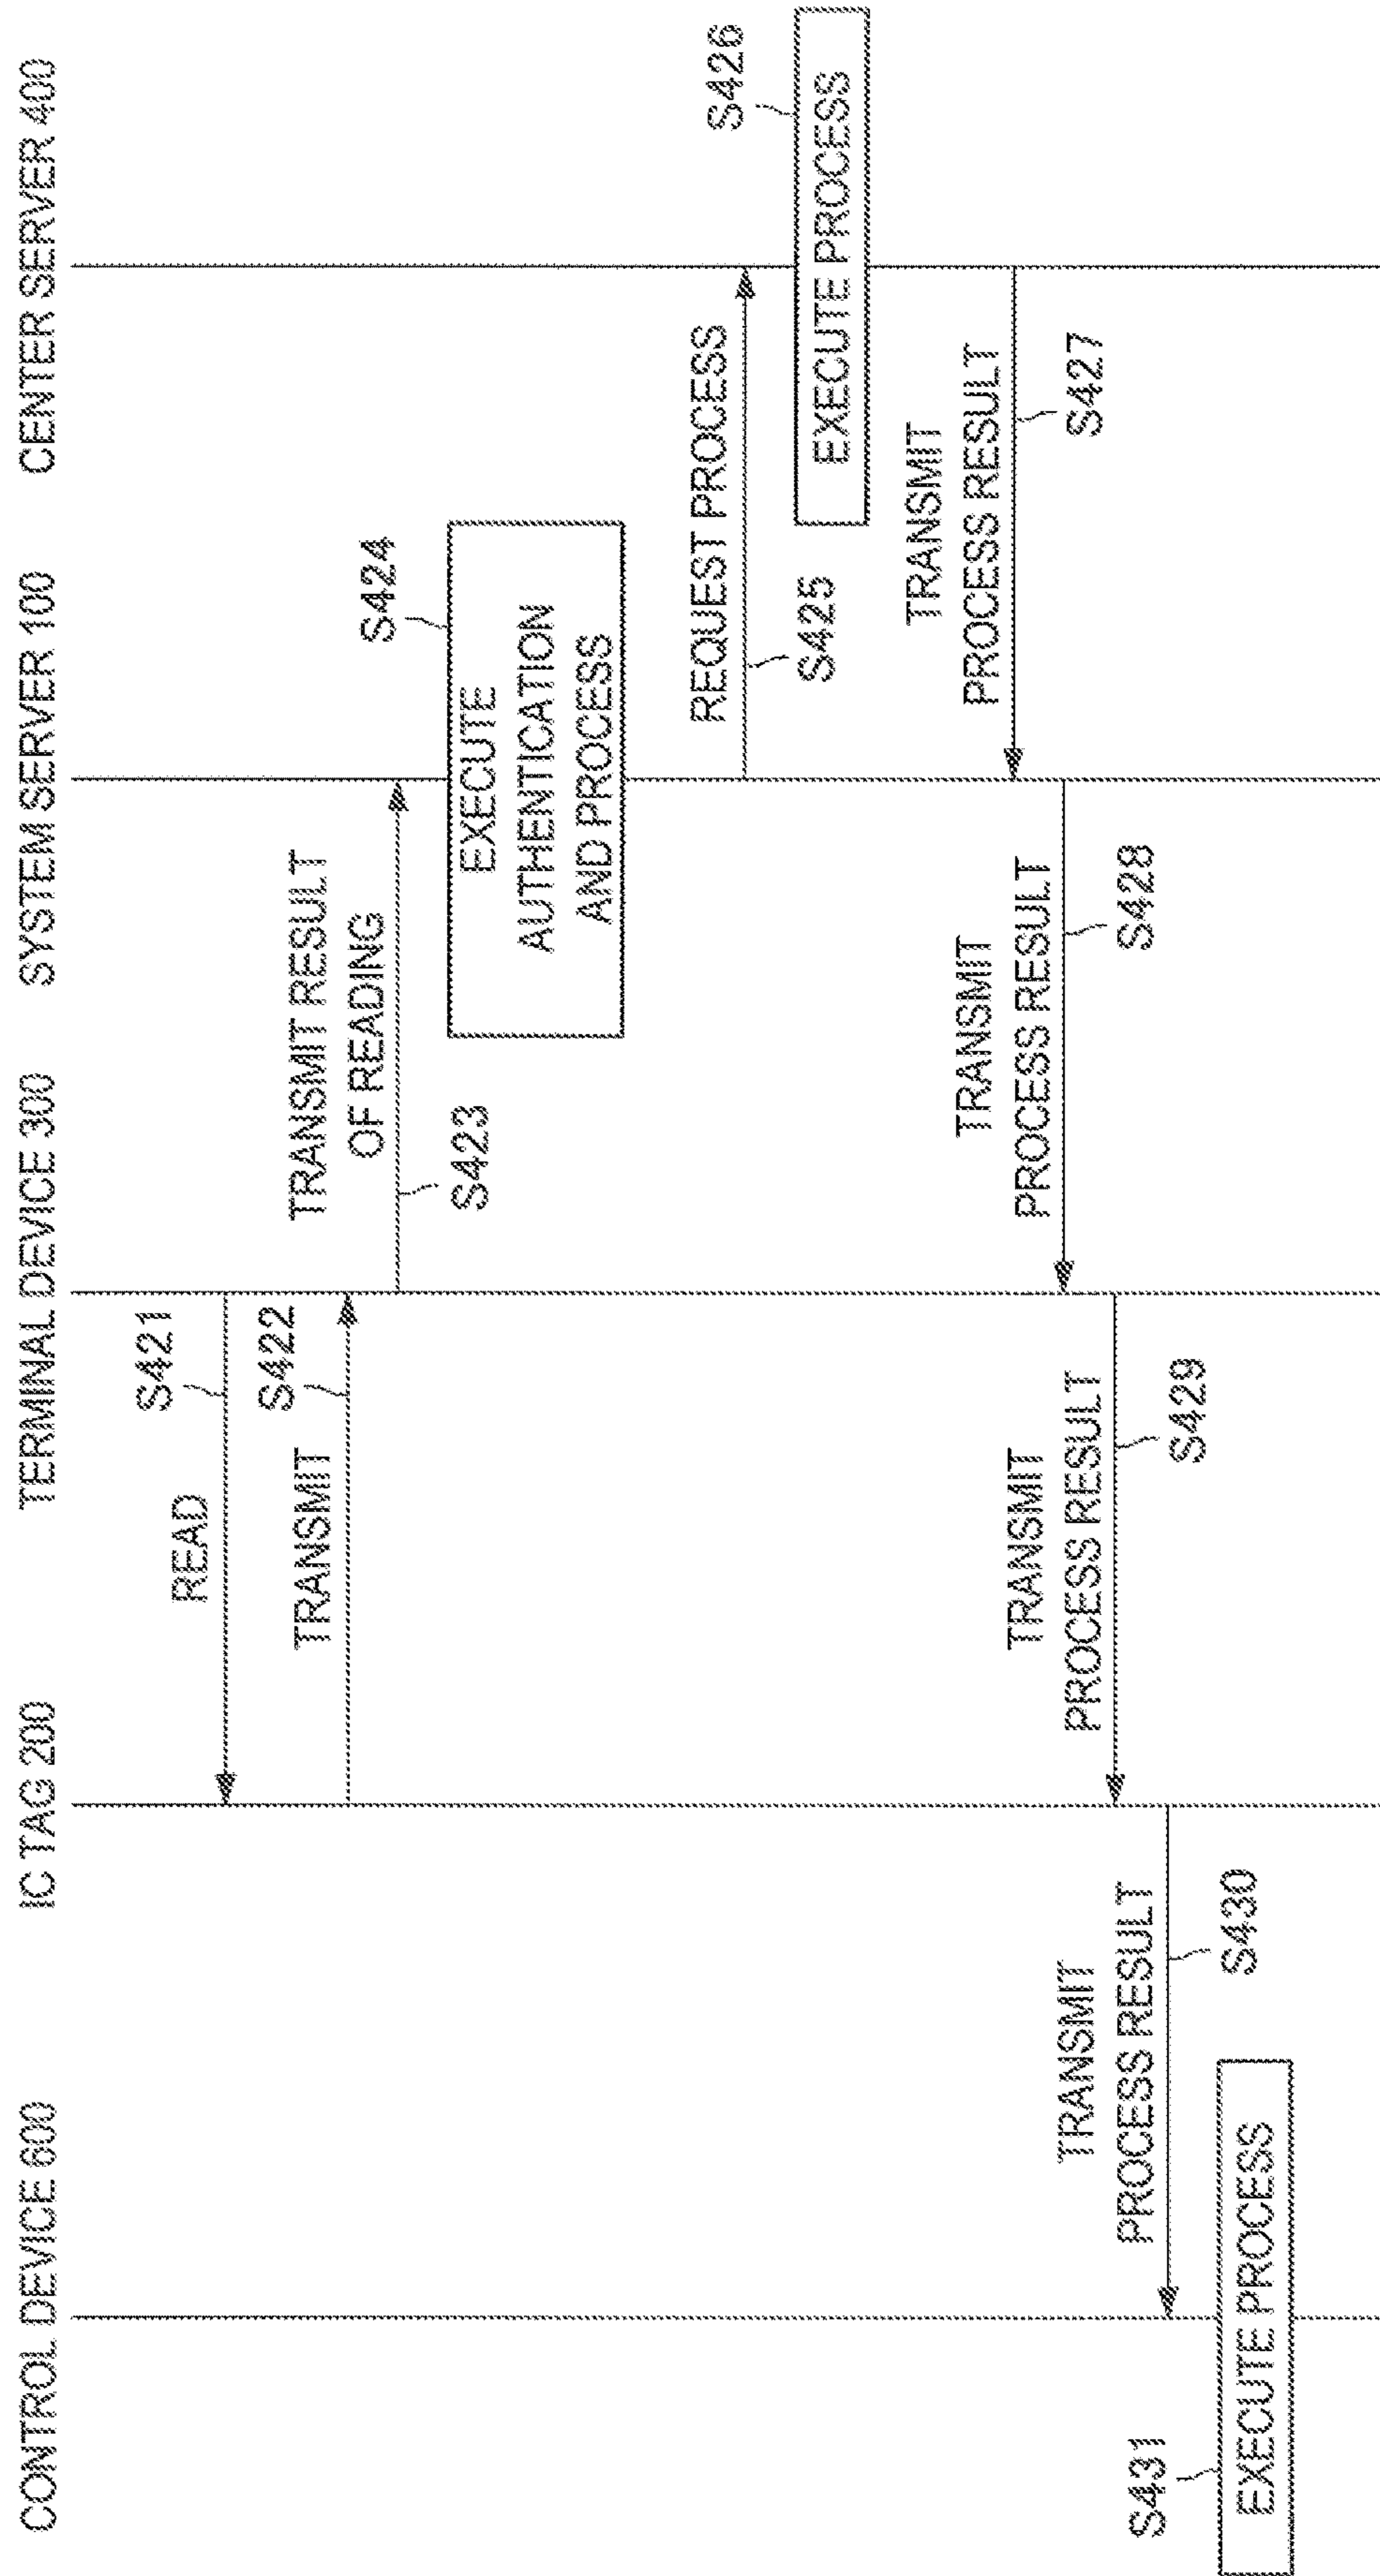 CONTROL DEVICE 600
IC TAG 200
TERMINAL DEVICE 300
SYSTEM SERVER 100
CENTER SERVER 400
S421
READ
S422
TRANSMIT
TRANSMIT RESULT
OF READING
S423
S424
EXECUTE
AUTHENTICATION
AND PROCESS
REQUEST PROCESS
S425
S426
EXECUTE PROCESS
TRANSMIT
PROCESS RESULT
S427
TRANSMIT
PROCESS RESULT
S428
TRANSMIT
PROCESS RESULT
S429
TRANSMIT
PROCESS RESULT
S430
S431
EXECUTE PROCESS